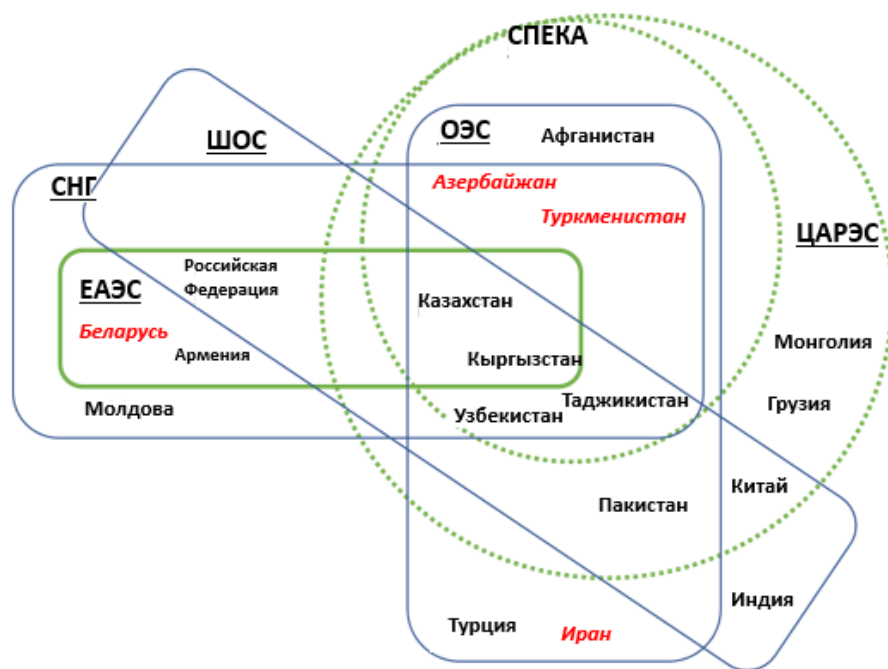 СПЕКА
ШОС
ОЭС
Афганистан
СНГ
Азербайджан
Туркменистан
ЦАРЭС
Российская
Федерация
ЕАЭС
Казахстан
Беларусь
Армения
Кыргызстан
Монголия
Молдова
Узбекистан
Таджикистан
Грузия
Пакистан
Китай
Турция
Иран
Индия